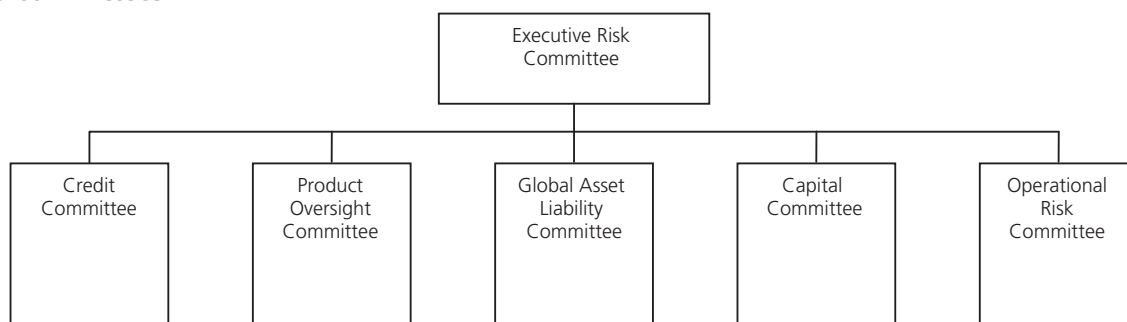 Executive Risk
Committee
Credit
Committee
Product
Oversight
Committee
Global Asset
Liability
Committee
Capital
Committee
Operational
Risk
Committee